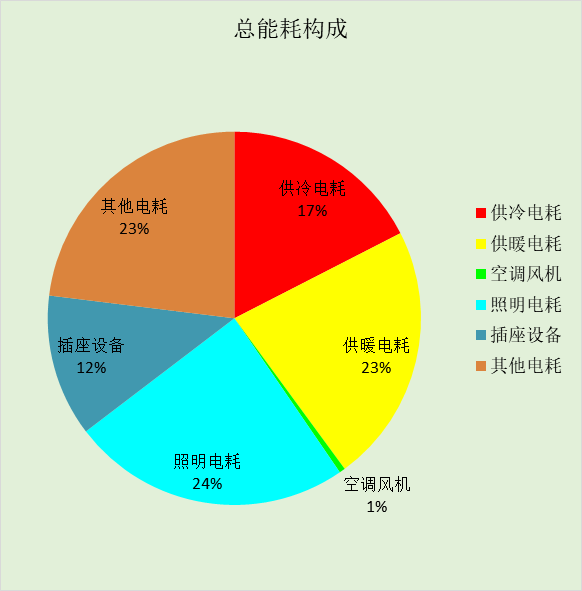 总能耗构成
供冷电耗
17%
供暖电耗
23%
空调风机
1%
照明电耗
24%
插座设备
12%
其他电耗
23%
供冷电耗
供暖电耗
空调风机
照明电耗
插座设备
其他电耗